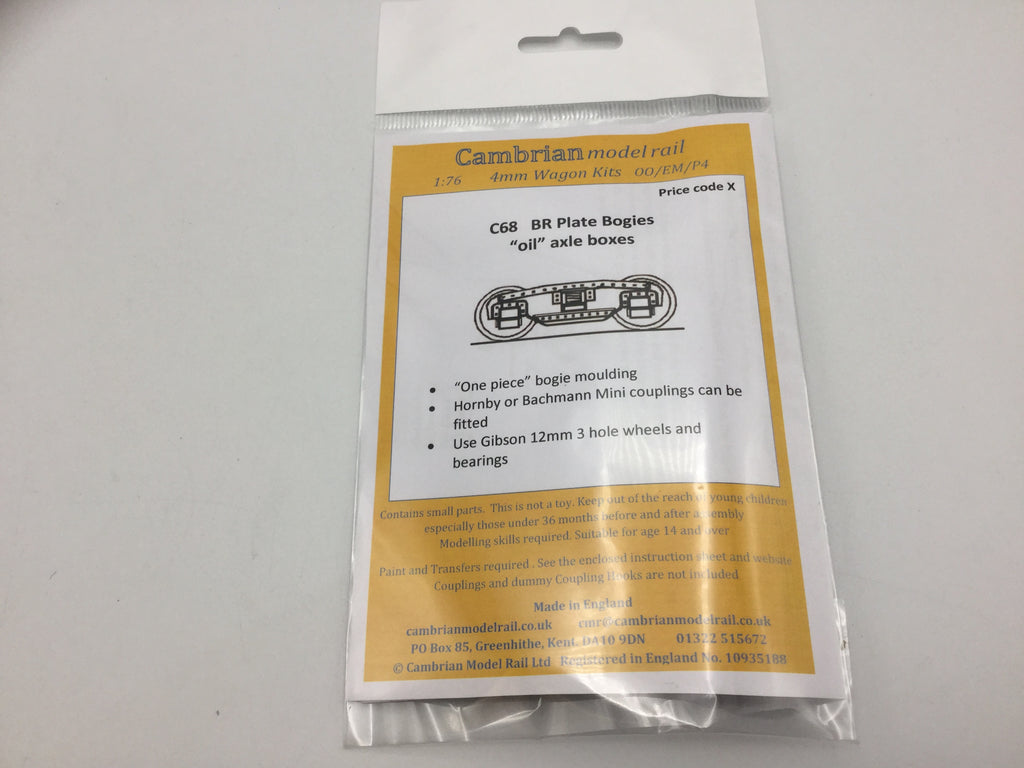 Cambrian model rail
1:76 4mm Wagon Kits OO/EM/P4
Price code X
C68 BR Plate Bogies
“oil” axle boxes
• “One piece” bogie moulding
• Hornby or Bachmann Mini couplings can be
fitted
• Use Gibson 12mm 3 hole wheels and
bearings
Contains small parts. This is not a toy. Keep out of the reach of young children
especially those under 36 months before and after assembly
Modelling skills required. Suitable for age 14 and over
Paint and Transfers required . See the enclosed instruction sheet and website
Couplings and dummy Coupling Hooks are not included
Made in England
cambrianmodelrail.co.uk cmr@cambrianmodelrail.co.uk
PO Box 85, Greenhithe, Kent. DA10 9DN 01322 515672
© Cambrian Model Rail Ltd Registered in England No. 10935188